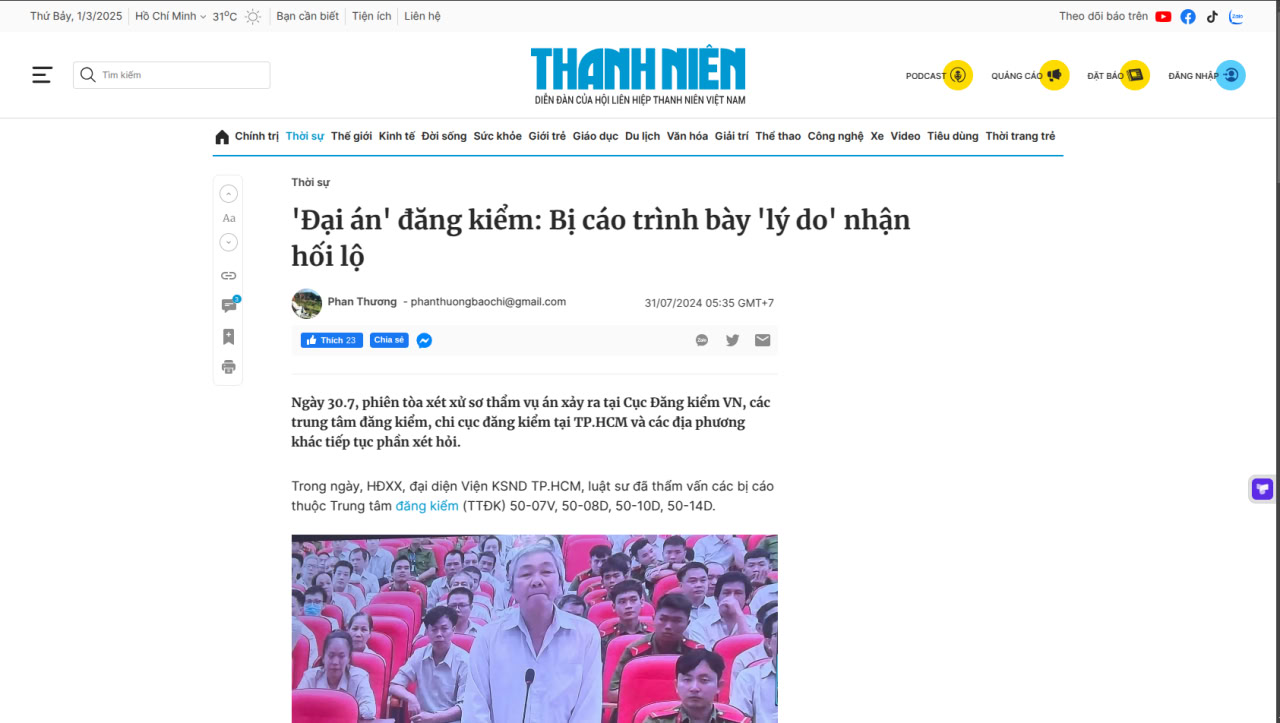 Thứ Bảy, 1/3/2025 Hồ Chí Minh 31⁰C Bạn cần biết Tiện ích Liên hệ Theo dõi báo trên Zalo
Tìm kiếm
THANH NIÊN
DIỄN ĐÀN CỦA HỘI LIÊN HIỆP THANH NIÊN VIỆT NAM
PODCAST QUẢNG CÁO ĐẶT BÁO ĐĂNG NHẬP
Chính trị Thời sự Thế giới Kinh tế Đời sống Sức khỏe Giới trẻ Giáo dục Du lịch Văn hóa Giải trí Thể thao Công nghệ Xe Video Tiêu dùng Thời trang trẻ
Aa
3
Thời sự
'Đại án' đăng kiểm: Bị cáo trình bày 'lý do' nhận
hối lộ
Phan Thương - phanthuongbaochi@gmail.com 31/07/2024 05:35 GMT+7
Thích 23 Chia sẻ Zalo
Ngày 30.7, phiên tòa xét xử sơ thẩm vụ án xảy ra tại Cục Đăng kiểm VN, các
trung tâm đăng kiểm, chi cục đăng kiểm tại TP.HCM và các địa phương
khác tiếp tục phần xét hỏi.
Trong ngày, HĐXX, đại diện Viện KSND TP.HCM, luật sư đã thẩm vấn các bị cáo
thuộc Trung tâm đăng kiểm (TTĐK) 50-07V, 50-08D, 50-10D, 50-14D.